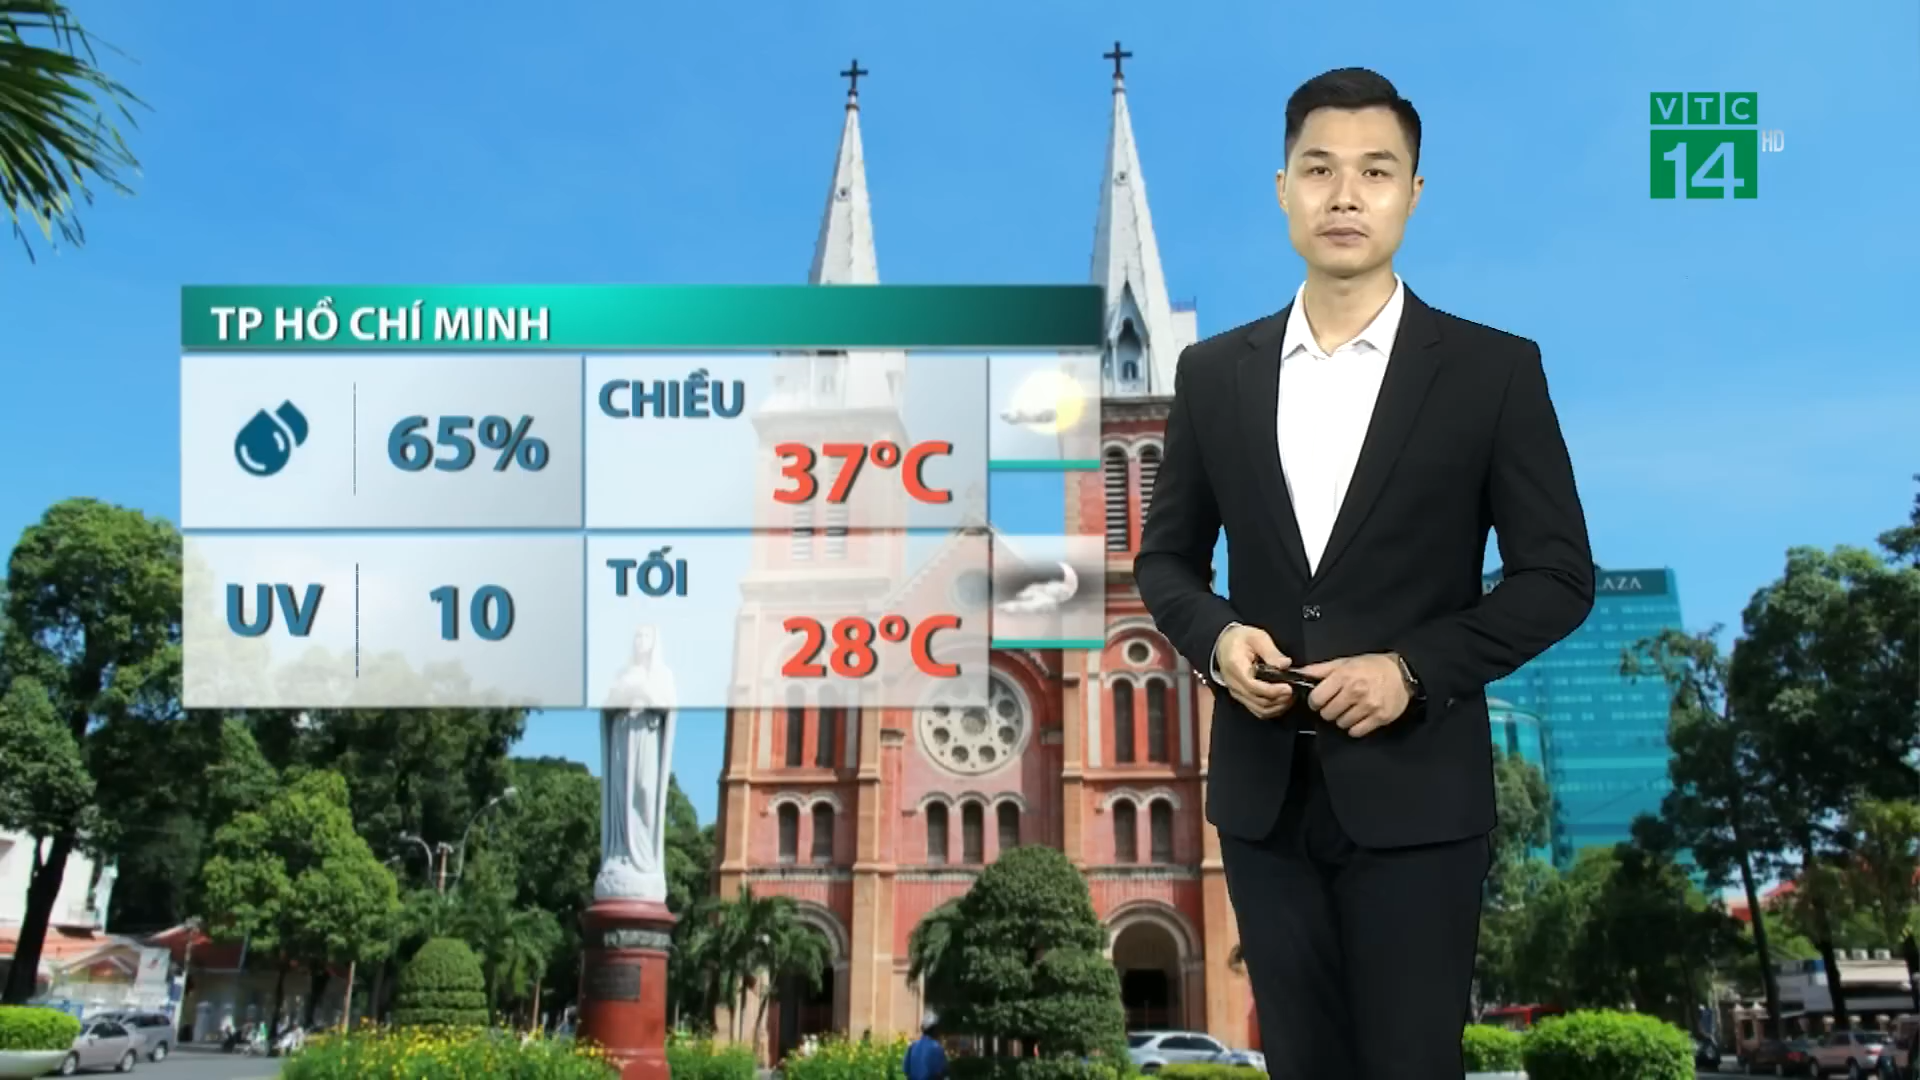 VTC
14 HD
TP HỒ CHÍ MINH
65%
CHIỀU
37°C
UV
10
TỐI
28°C
LAZA